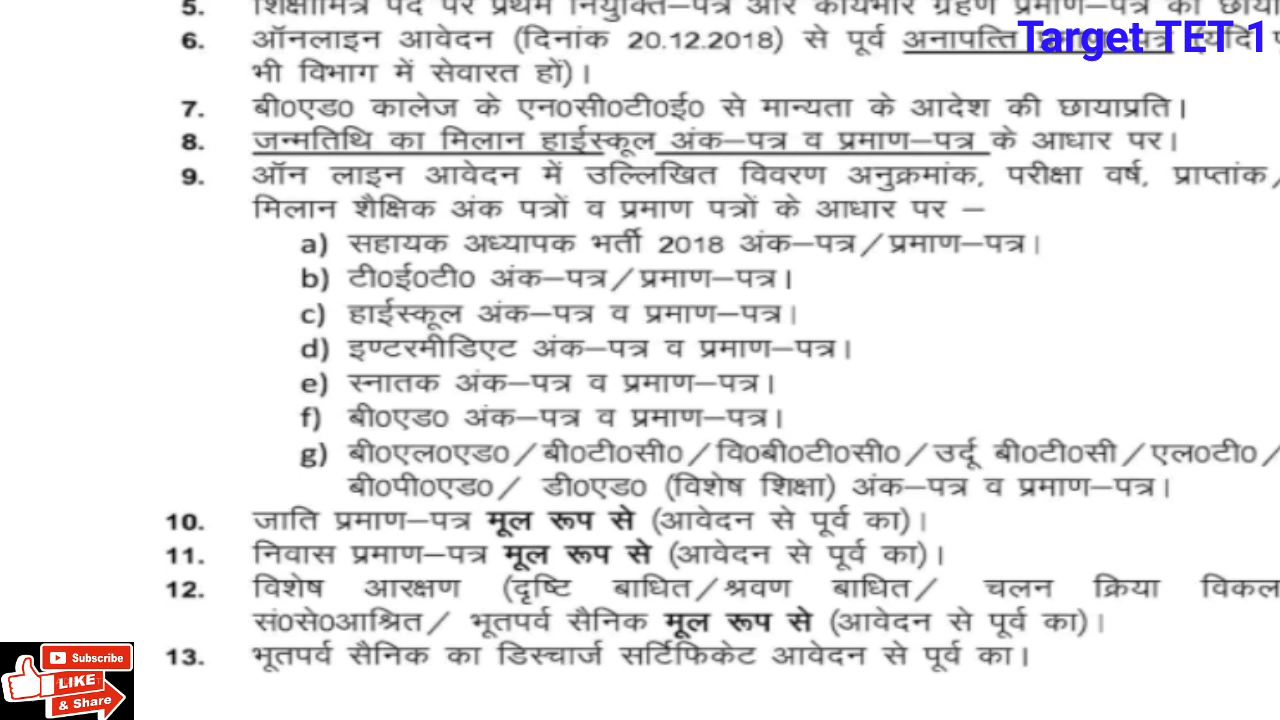 5. शिक्षामित्र पद पर प्रथम नियुक्ति–पत्र और कार्यभार ग्रहण प्रमाण–पत्र की
Target TET 1
6. ऑनलाइन आवेदन (दिनांक 20.12.2018) से पूर्व अनापत्ति पत्र (यदि
भी विभाग में सेवारत हों)।
7. बी0एड0 कालेज के एन0सी0टी0ई0 से मान्यता के आदेश की छायाप्रति।
8. जन्मतिथि का मिलान हाईस्कूल अंक–पत्र व प्रमाण–पत्र के आधार पर।
9. ऑन लाइन आवेदन में उल्लिखित विवरण अनुक्रमांक, परीक्षा वर्ष, प्राप्तांक/
मिलान शैक्षिक अंक पत्रों व प्रमाण पत्रों के आधार पर –
a) सहायक अध्यापक भर्ती 2018 अंक–पत्र/प्रमाण–पत्र।
b) टी0ई0टी0 अंक–पत्र/प्रमाण–पत्र।
c) हाईस्कूल अंक–पत्र व प्रमाण–पत्र।
d) इण्टरमीडिएट अंक–पत्र व प्रमाण–पत्र।
e) स्नातक अंक–पत्र व प्रमाण–पत्र।
f) बी0एड0 अंक–पत्र व प्रमाण–पत्र।
g) बी0एल0एड0/बी0टी0सी0/वि0बी0टी0सी0/उर्दू बी0टी0सी/एल0टी0/
बी0पी0एड0/ डी0एड0 (विशेष शिक्षा) अंक–पत्र व प्रमाण–पत्र।
10. जाति प्रमाण–पत्र मूल रूप से (आवेदन से पूर्व का)।
11. निवास प्रमाण–पत्र मूल रूप से (आवेदन से पूर्व का)।
12. विशेष आरक्षण (दृष्टि बाधित/श्रवण बाधित/ चलन क्रिया
सं0से0आश्रित/ भूतपर्व सैनिक मूल रूप से (आवेदन से पूर्व का)।
13. भूतपर्व सैनिक का डिस्चार्ज सर्टिफिकेट आवेदन से पूर्व का।
Subscribe
LIKE
& Share